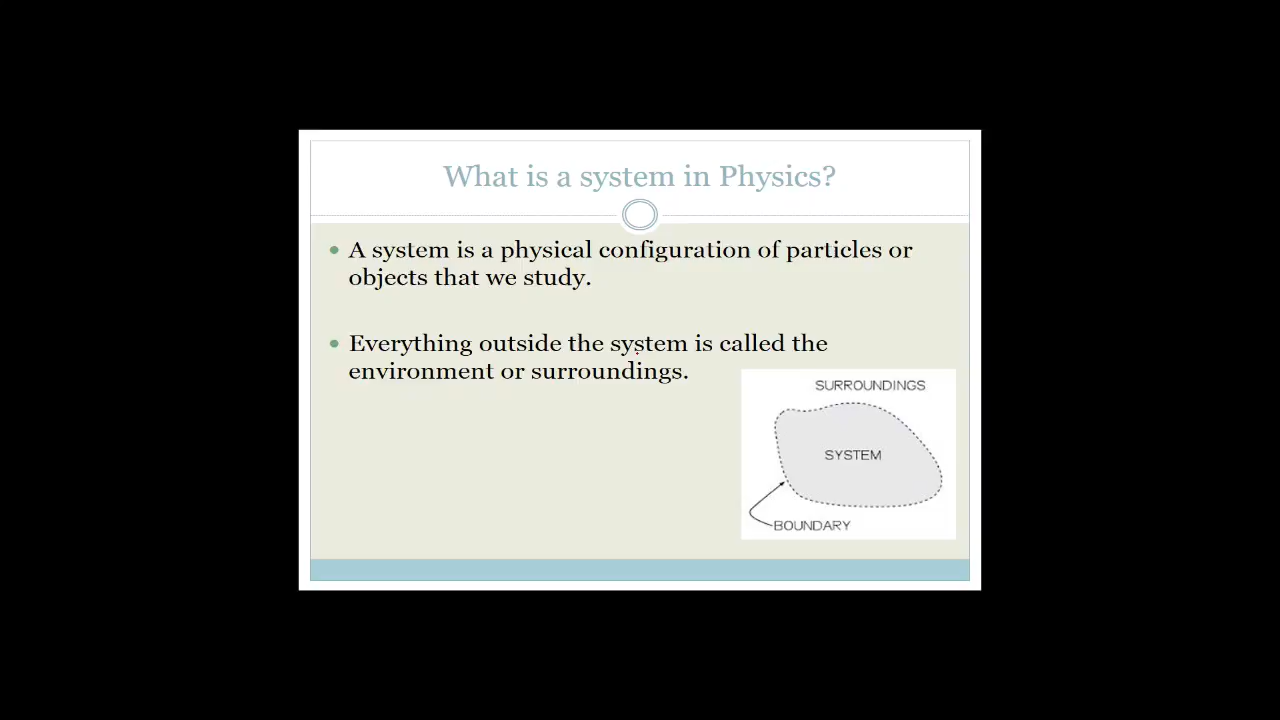 What is a system in Physics?
A system is a physical configuration of particles or
objects that we study.
Everything outside the system is called the
environment or surroundings.
SURROUNDINGS
SYSTEM
BOUNDARY